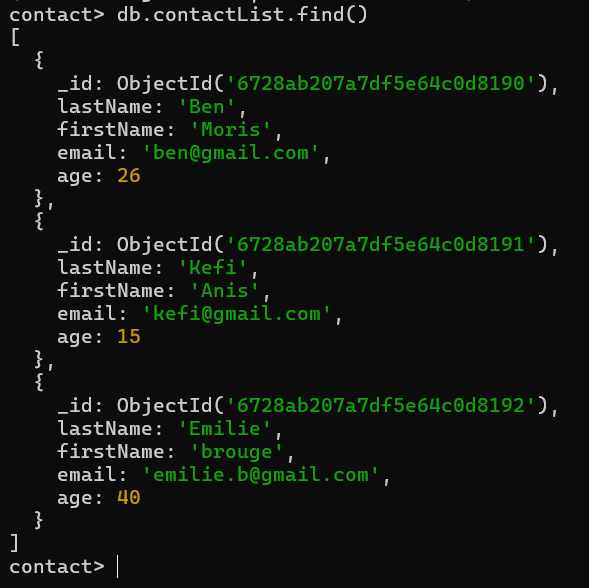 contact> db.contactList.find()
[
  {
    _id: ObjectId('6728ab207a7df5e64c0d8190'),
    lastName: 'Ben',
    firstName: 'Moris',
    email: 'ben@gmail.com',
    age: 26
  },
  {
    _id: ObjectId('6728ab207a7df5e64c0d8191'),
    lastName: 'Kefi',
    firstName: 'Anis',
    email: 'kefi@gmail.com',
    age: 15
  },
  {
    _id: ObjectId('6728ab207a7df5e64c0d8192'),
    lastName: 'Emilie',
    firstName: 'brouge',
    email: 'emilie.b@gmail.com',
    age: 40
  }
]
contact>